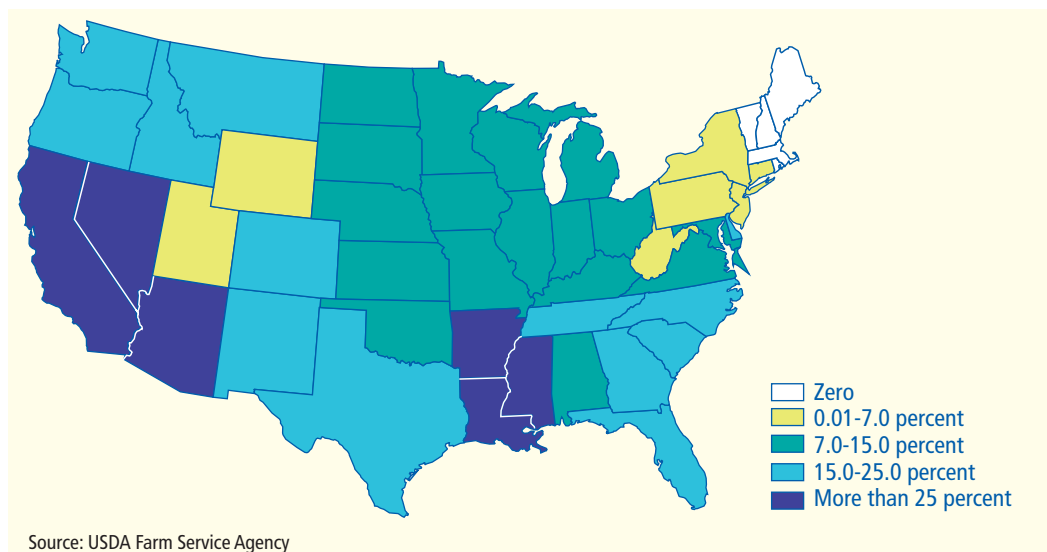 Zero
0.01-7.0 percent
7.0-15.0 percent
15.0-25.0 percent
More than 25 percent
Source: USDA Farm Service Agency